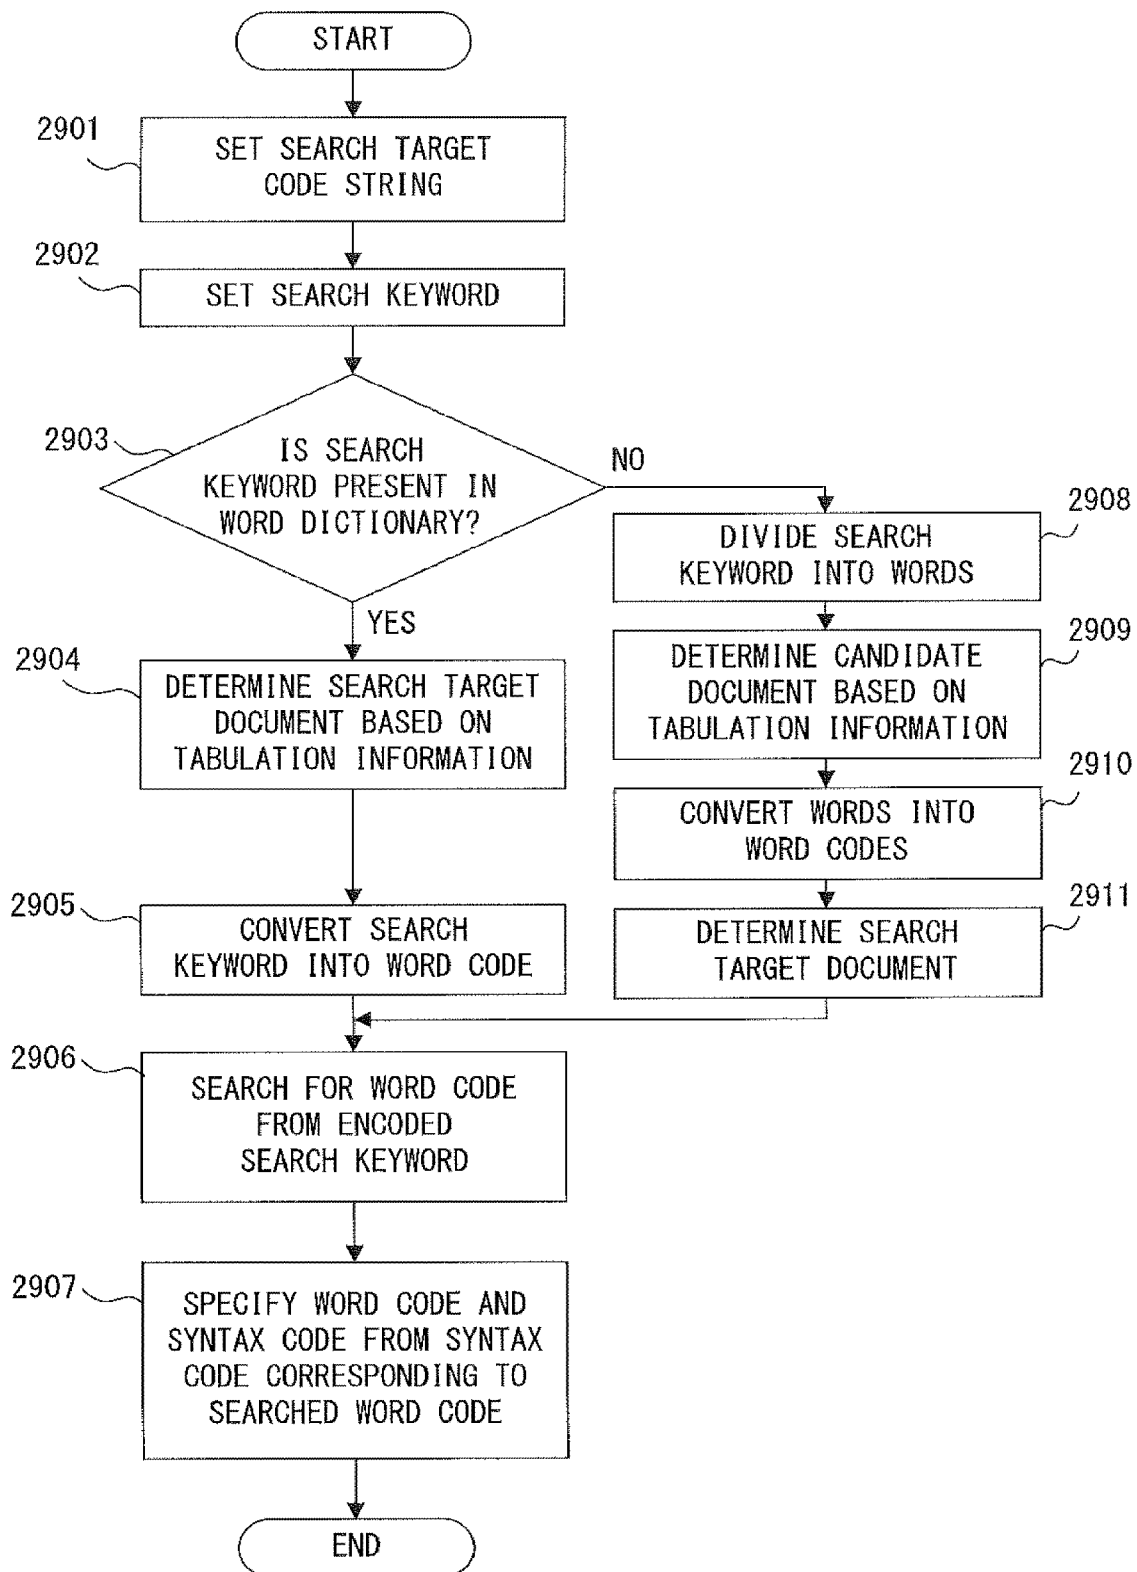 START
2901
SET SEARCH TARGET
CODE STRING
2902
SET SEARCH KEYWORD
2903
IS SEARCH
KEYWORD PRESENT IN
WORD DICTIONARY?
NO
YES
2904
DETERMINE SEARCH TARGET
DOCUMENT BASED ON
TABULATION INFORMATION
2905
CONVERT SEARCH
KEYWORD INTO WORD CODE
2908
DIVIDE SEARCH
KEYWORD INTO WORDS
2909
DETERMINE CANDIDATE
DOCUMENT BASED ON
TABULATION INFORMATION
2910
CONVERT WORDS INTO
WORD CODES
2911
DETERMINE SEARCH
TARGET DOCUMENT
2906
SEARCH FOR WORD CODE
FROM ENCODED
SEARCH KEYWORD
2907
SPECIFY WORD CODE AND
SYNTAX CODE FROM SYNTAX
CODE CORRESPONDING TO
SEARCHED WORD CODE
END